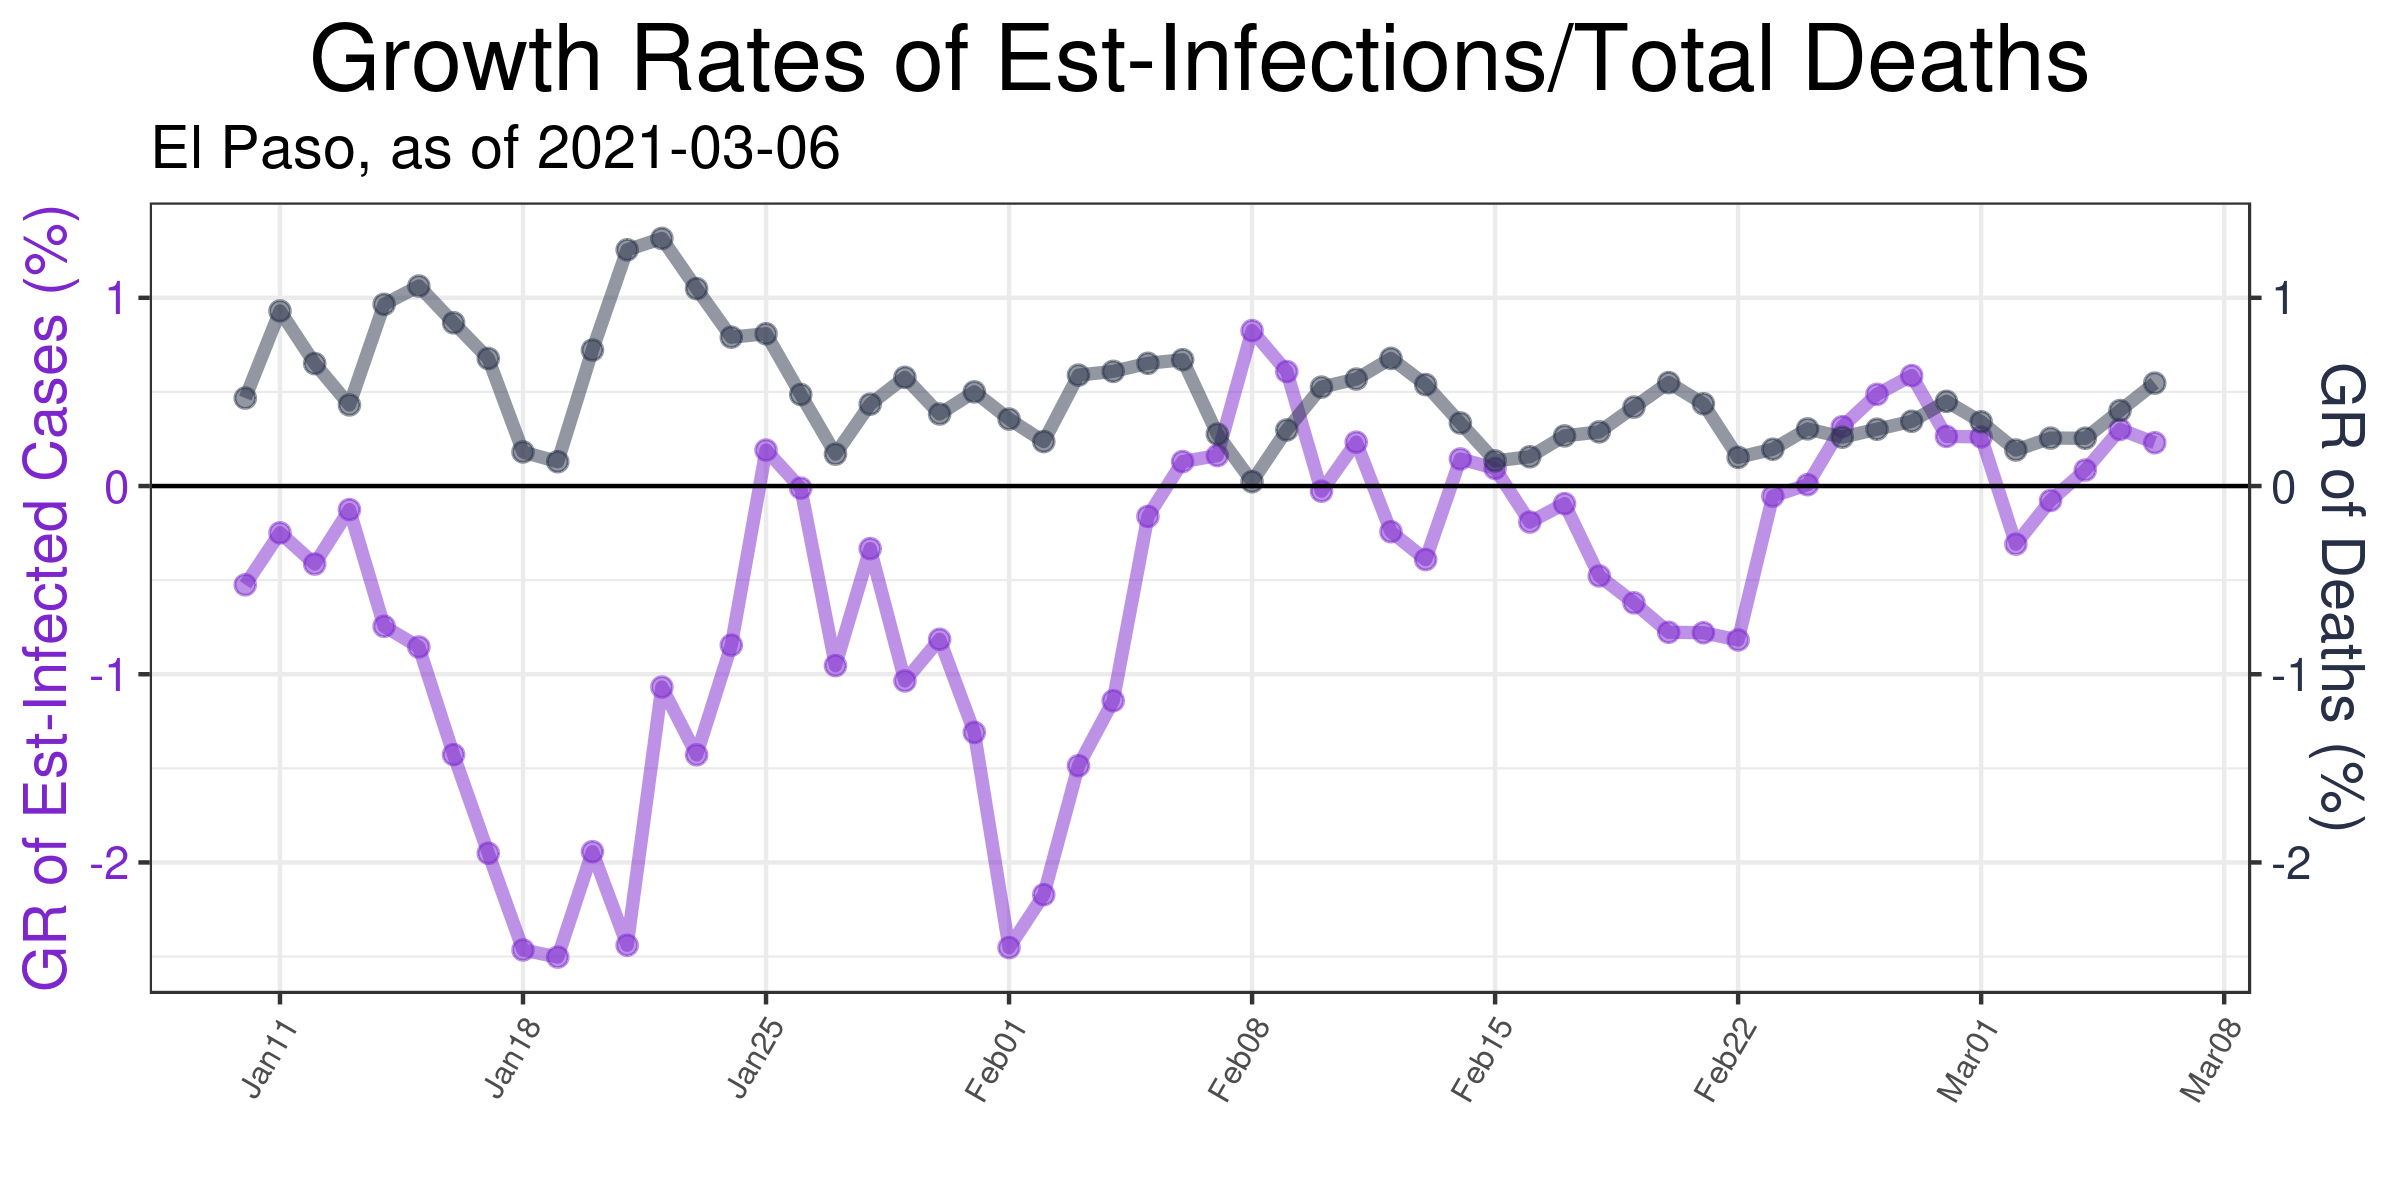 Growth Rates of Est-Infections/Total Deaths
El Paso, as of 2021-03-06
GR of Est-Infected Cases (%)
1
0
-1
-2
1
0
-1
-2
GR of Deaths (%)
Jan11
Jan18
Jan25
Feb01
Feb08
Feb15
Feb22
Mar01
Mar08